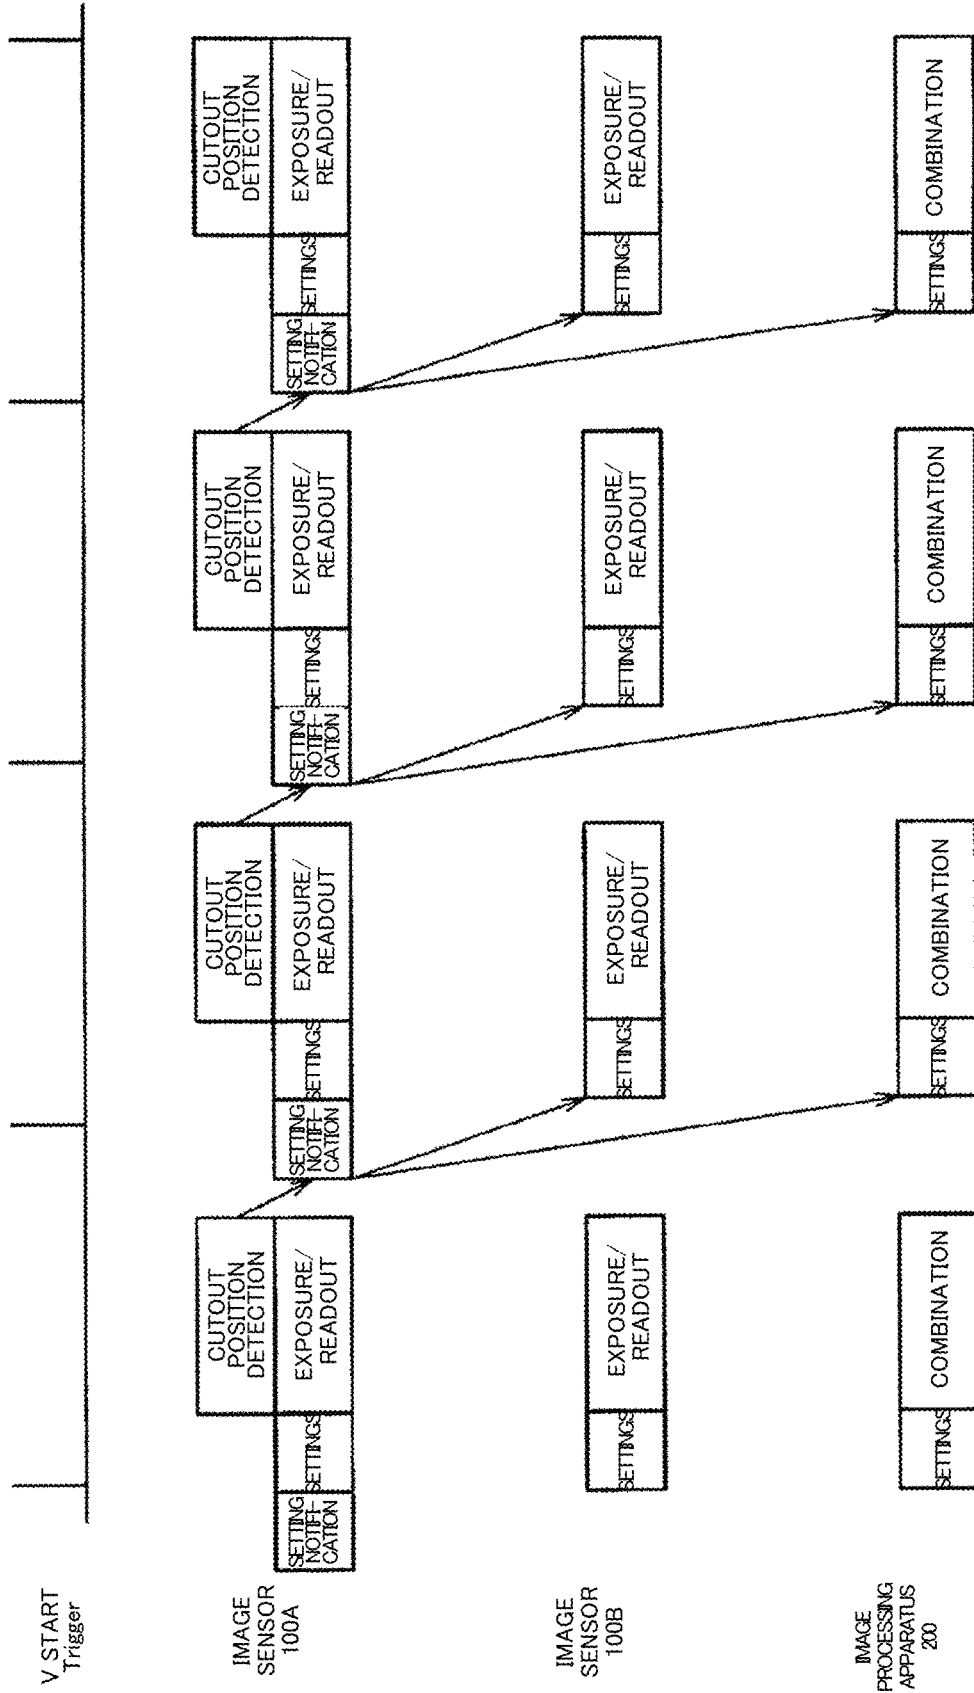 V START
Trigger
IMAGE
SENSOR
100A
SETTING
NOTIFI-
CATION
SETTINGS
CUTOUT
POSITION
DETECTION
EXPOSURE/
READOUT
SETTING
NOTIFI-
CATION
SETTINGS
CUTOUT
POSITION
DETECTION
EXPOSURE/
READOUT
SETTING
NOTIFI-
CATION
SETTINGS
CUTOUT
POSITION
DETECTION
EXPOSURE/
READOUT
SETTING
NOTIFI-
CATION
SETTINGS
CUTOUT
POSITION
DETECTION
EXPOSURE/
READOUT
IMAGE
SENSOR
100B
SETTINGS
EXPOSURE/
READOUT
SETTINGS
EXPOSURE/
READOUT
SETTINGS
EXPOSURE/
READOUT
SETTINGS
EXPOSURE/
READOUT
IMAGE
PROCESSING
APPARATUS
200
SETTINGS
COMBINATION
SETTINGS
COMBINATION
SETTINGS
COMBINATION
SETTINGS
COMBINATION